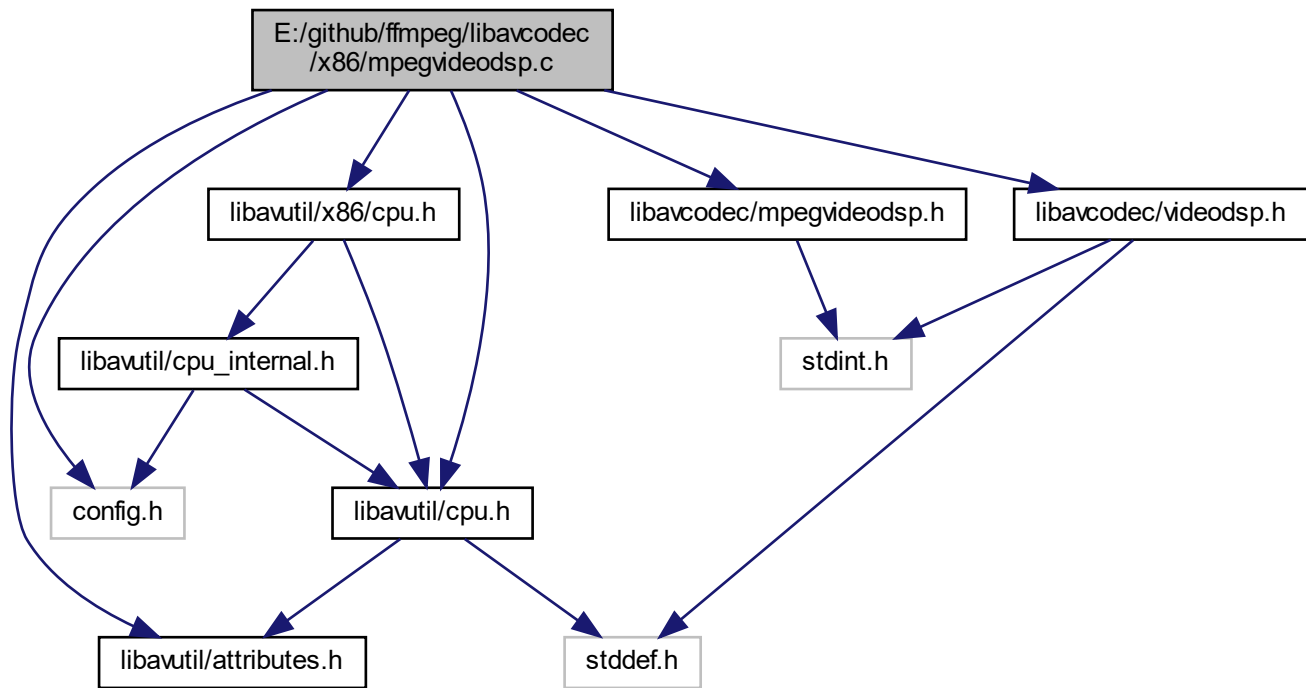 E:/github/ffmpeg/libavcodec
/x86/mpegvideodsp.c
libavutil/x86/cpu.h
libavcodec/mpegvideodsp.h
libavcodec/videodsp.h
libavutil/cpu_internal.h
stdint.h
config.h
libavutil/cpu.h
libavutil/attributes.h
stddef.h